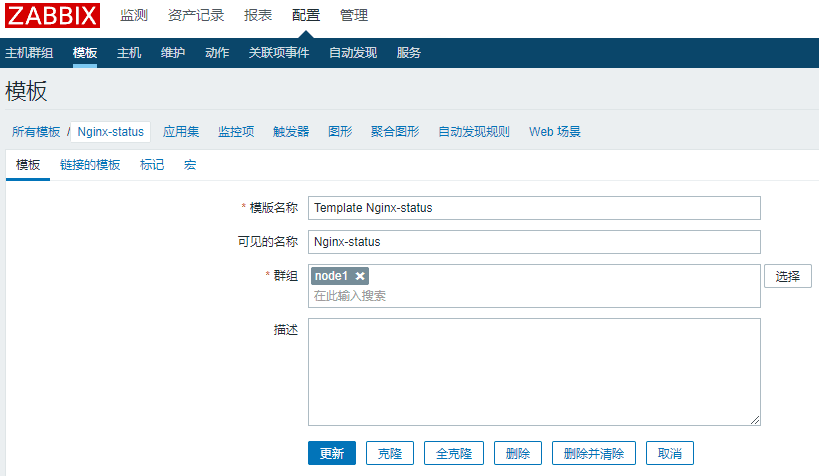 ZABBIX 监测 资产记录 报表 配置 管理
主机群组 模板 主机 维护 动作 关联项事件 自动发现 服务
模板
所有模板 / Nginx-status 应用集 监控项 触发器 图形 聚合图形 自动发现规则 Web 场景
模板 链接的模板 标记 宏
* 模版名称 Template Nginx-status
可见的名称 Nginx-status
* 群组 node1 × 选择
在此输入搜索
描述
更新 克隆 全克隆 删除 删除并清除 取消